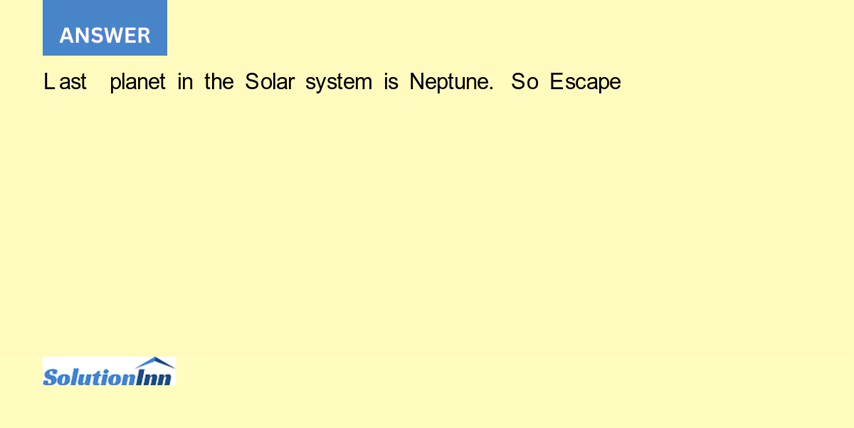 ANSWER
Last planet in the Solar system is Neptune. So Escape
SolutionInn